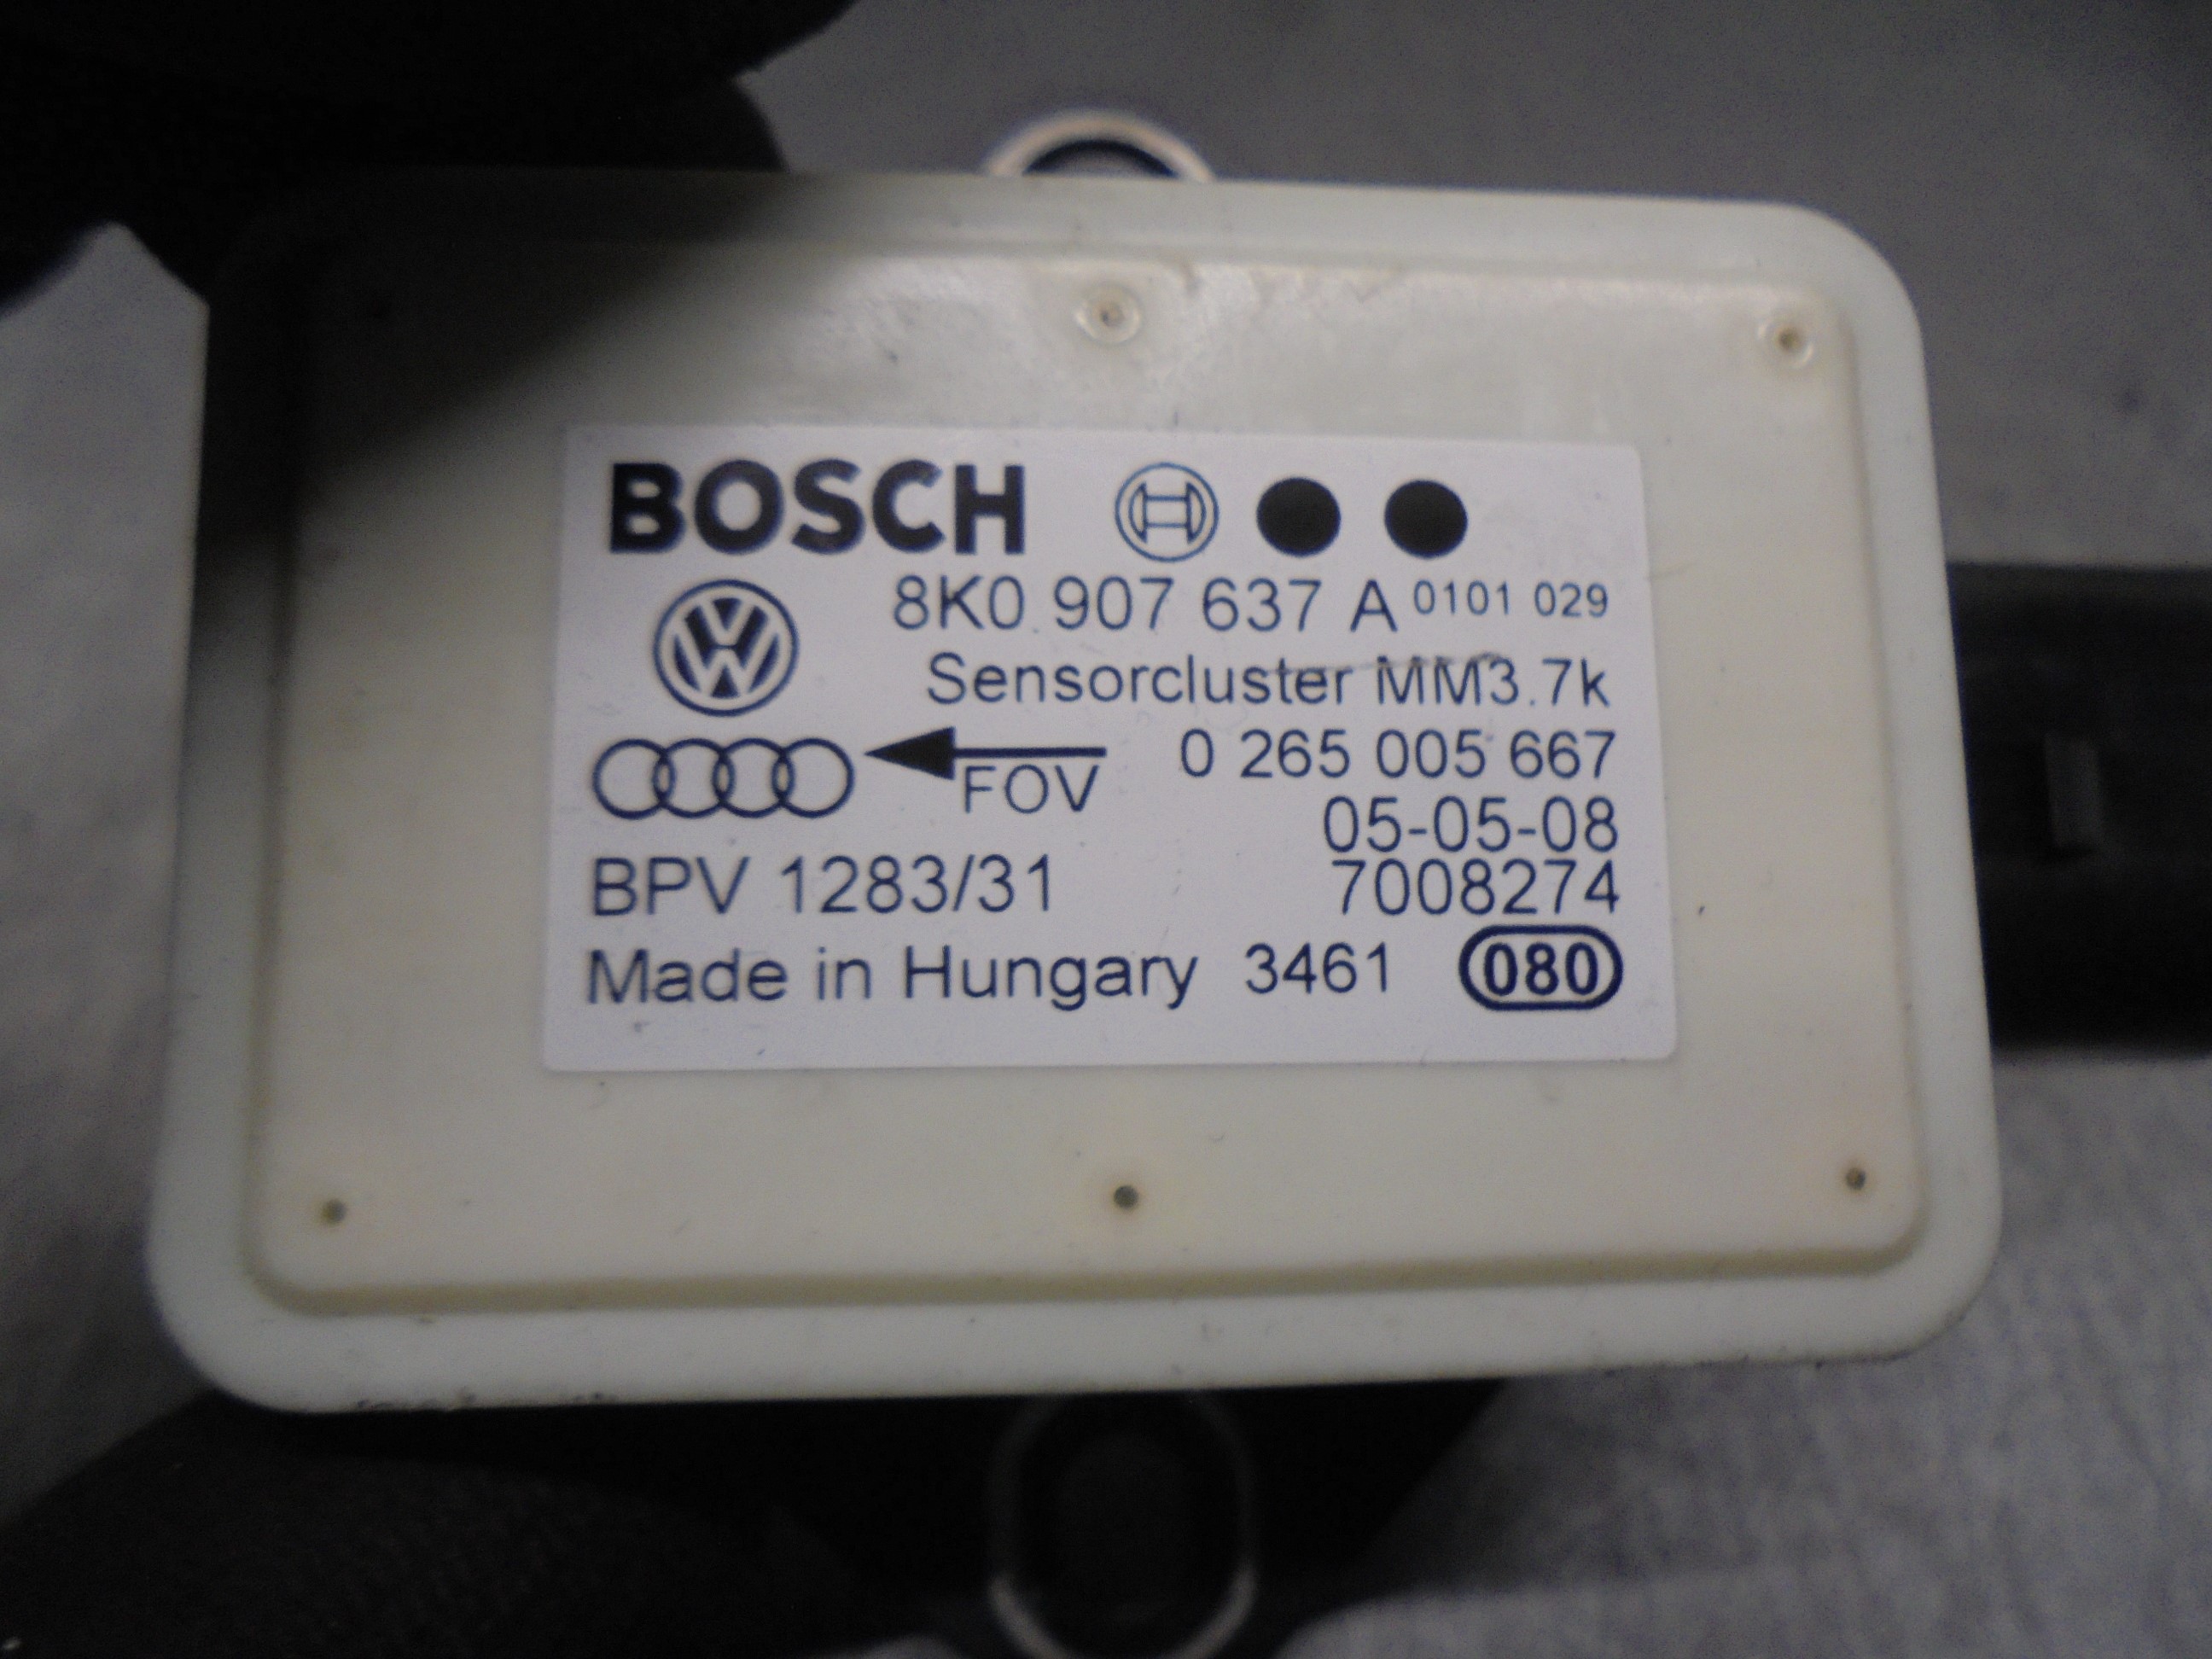 BOSCH
8K0 907 637 A 0101 029
Sensorcluster MM3.7k
FOV 0 265 005 667
05-05-08
BPV 1283/31 7008274
Made in Hungary 3461 080